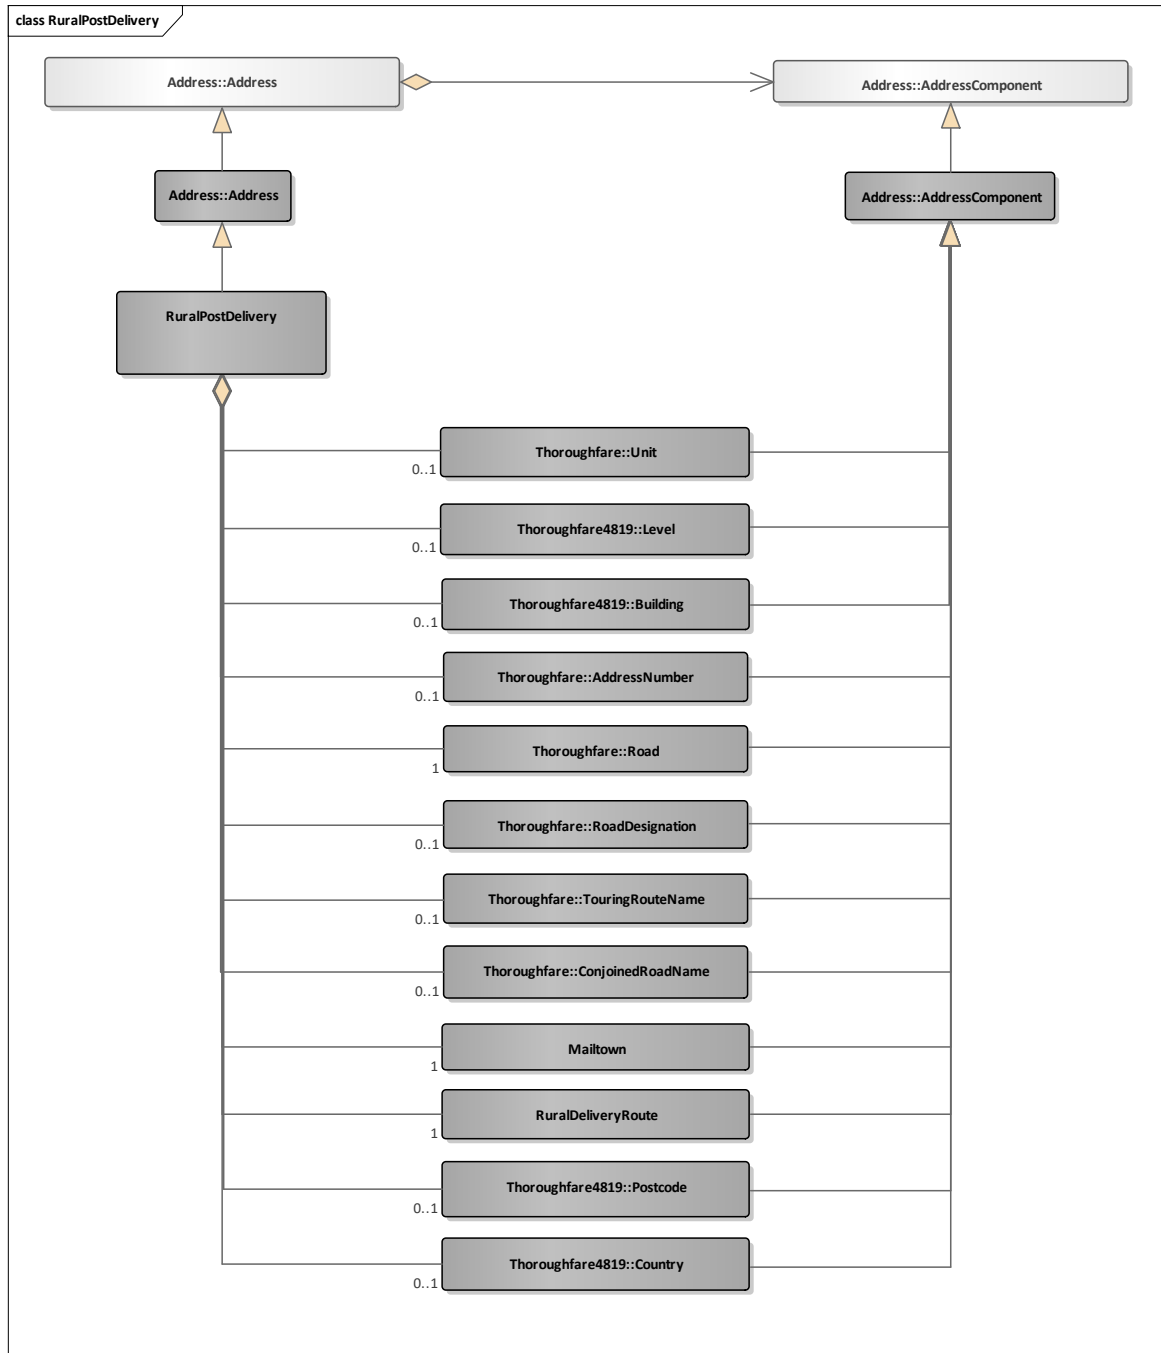 class RuralPostDelivery
Address::Address
Address::AddressComponent
Address::Address
Address::AddressComponent
RuralPostDelivery
Thoroughfare::Unit
0..1
Thoroughfare4819::Level
0..1
Thoroughfare4819::Building
0..1
Thoroughfare::AddressNumber
0..1
Thoroughfare::Road
1
Thoroughfare::RoadDesignation
0..1
Thoroughfare::TouringRouteName
0..1
Thoroughfare::ConjoinedRoadName
0..1
Mailtown
1
RuralDeliveryRoute
1
Thoroughfare4819::Postcode
0..1
Thoroughfare4819::Country
0..1